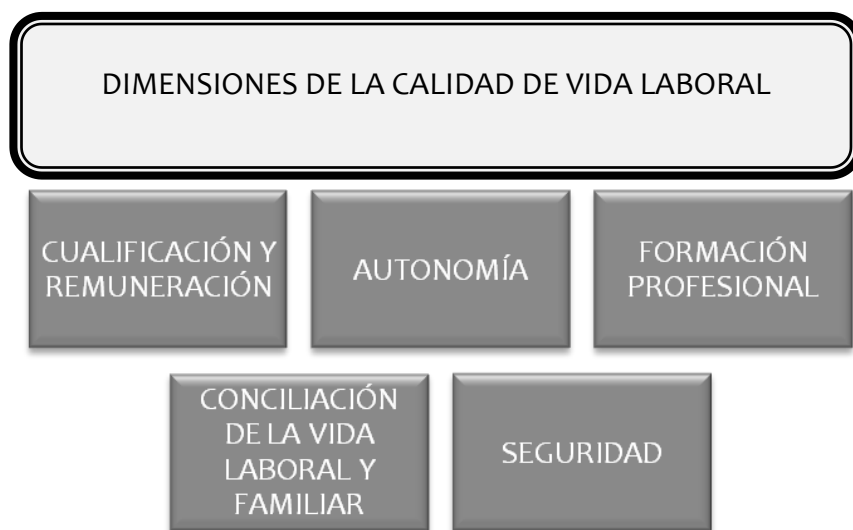 DIMENSIONES DE LA CALIDAD DE VIDA LABORAL
CUALIFICACIÓN Y
REMUNERACIÓN
AUTONOMÍA
FORMACIÓN
PROFESIONAL
CONCILIACIÓN
DE LA VIDA
LABORAL Y
FAMILIAR
SEGURIDAD